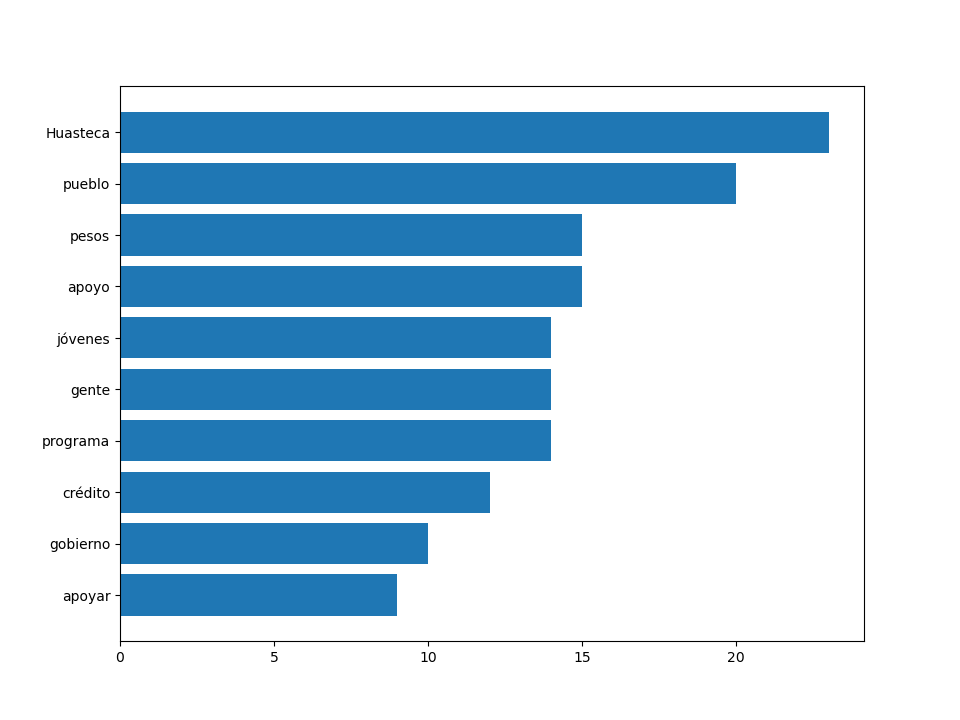 Huasteca
pueblo
pesos
apoyo
jóvenes
gente
programa
crédito
gobierno
apoyar
0 5 10 15 20